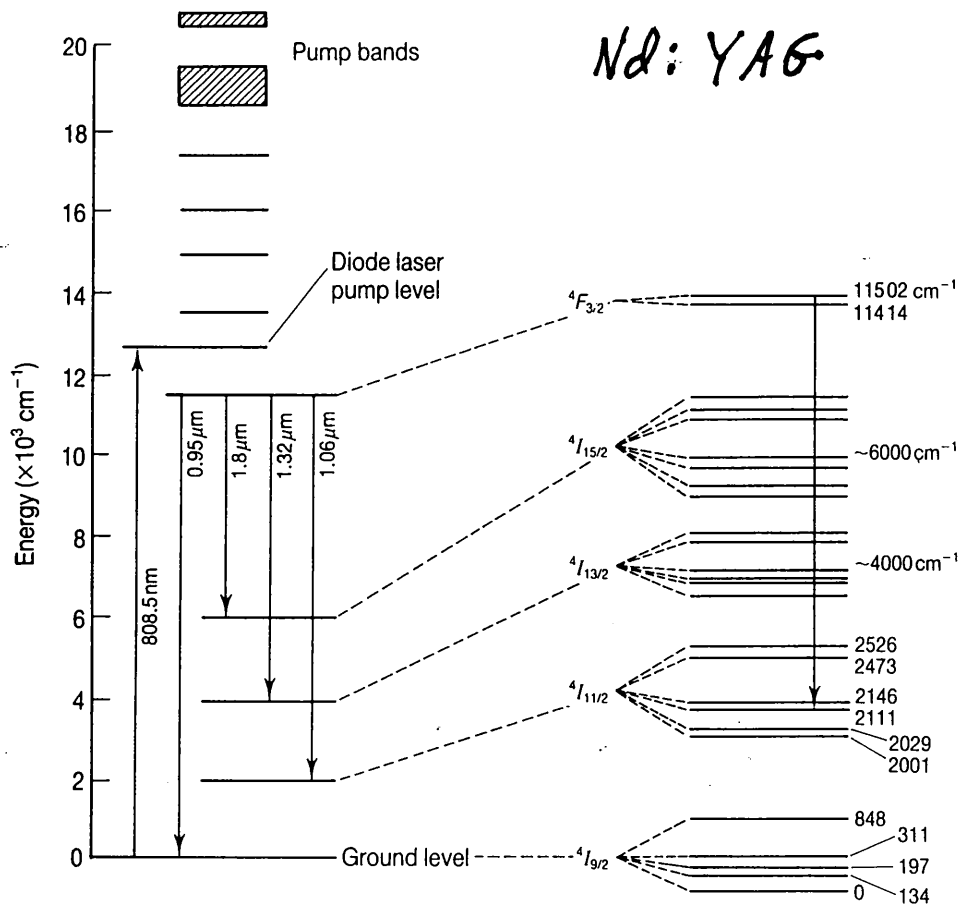 Nd: YAG
Pump bands
Diode laser
pump level
Energy (×10³ cm⁻¹)
20
18
16
14
12
10
8
6
4
2
0
808.5 nm
0.95 μm
1.8 μm
1.32 μm
1.06 μm
Ground level
⁴F₃/₂
11502 cm⁻¹
11414
⁴I₁₅/₂
~6000 cm⁻¹
⁴I₁₃/₂
~4000 cm⁻¹
⁴I₁₁/₂
2526
2473
2146
2111
2029
2001
⁴I₉/₂
848
311
197
134
0